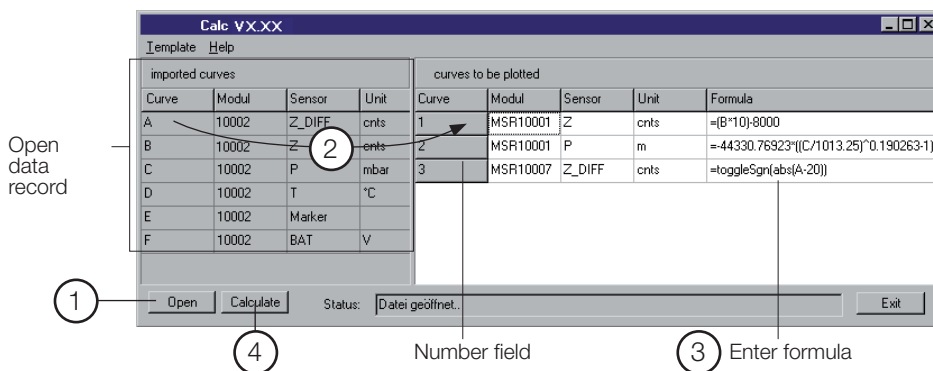 Calc VX.XX
Template Help
imported curves
curves to be plotted
Curve Modul Sensor Unit Curve Modul Sensor Unit Formula
A 10002 Z_DIFF cnts 1 MSR10001 Z cnts =(B*10)-8000
B 10002 Z cnts 2 MSR10001 P m =-44330.76923*((C/1013.25)^0.190263-1)
C 10002 P mbar 3 MSR10007 Z_DIFF cnts =toggleSgn(abs(A-20))
D 10002 T °C
E 10002 Marker
F 10002 BAT V
2
Open
data
record
1
Open Calculate Status: Datei geöffnet.. Exit
4
Number field
3 Enter formula